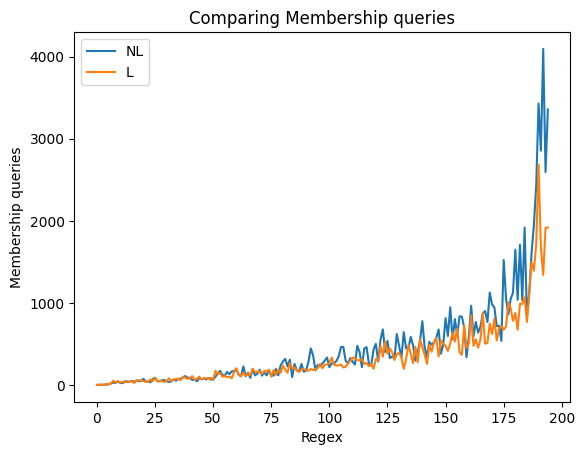 Comparing Membership queries
NL
L
Membership queries
4000
3000
2000
1000
0
0 25 50 75 100 125 150 175 200
Regex